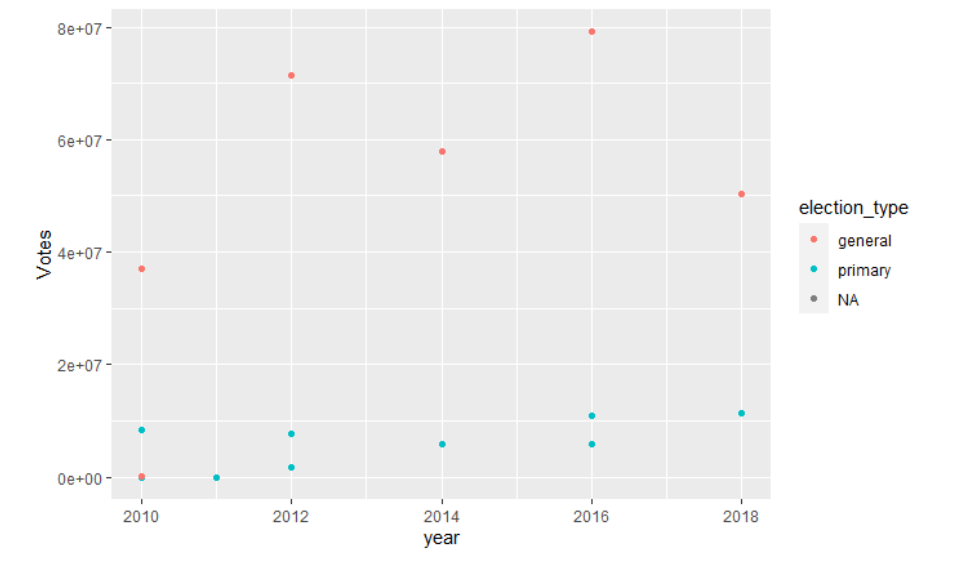 8e+07
6e+07
4e+07
2e+07
0e+00
Votes
2010 2012 2014 2016 2018
year
election_type
general
primary
NA